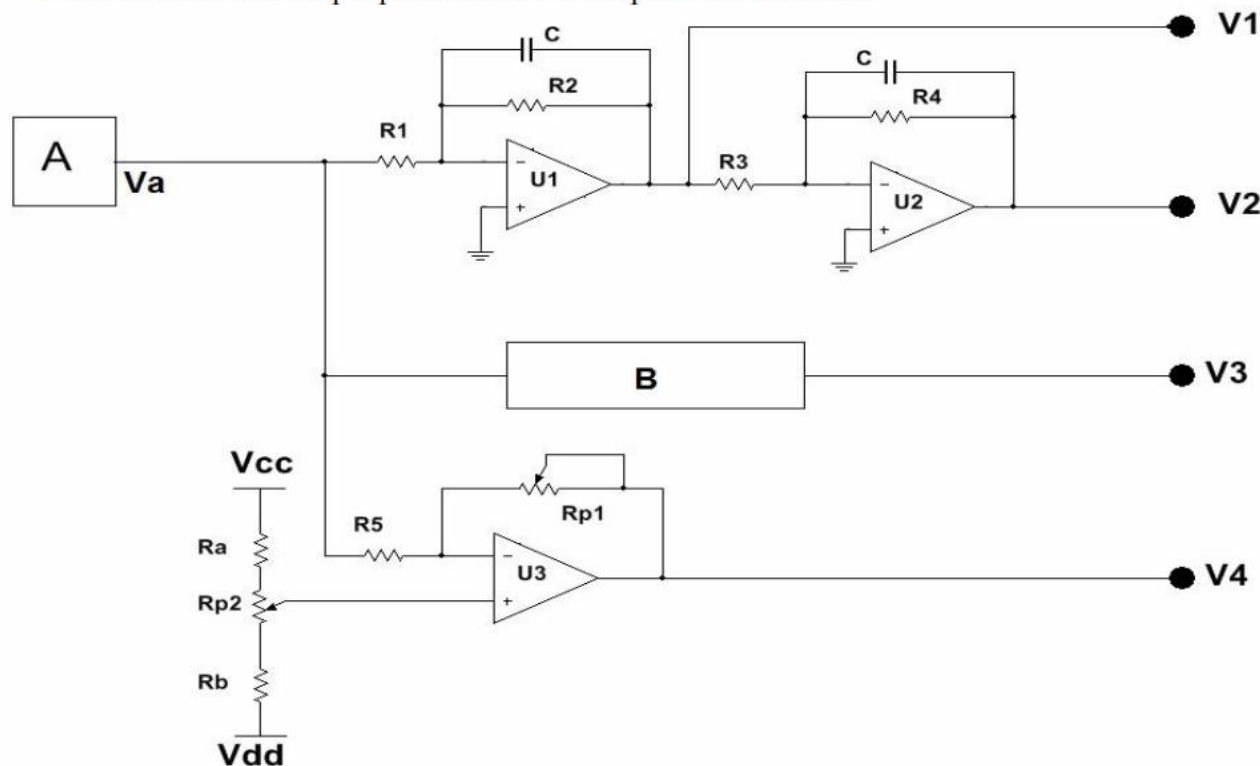 V1
C
C
R2
R4
R1
A
R3
Va
U1
-
+
U2
-
+
V2
B
V3
Vcc
Rp1
R5
Ra
U3
-
+
V4
Rp2
Rb
Vdd